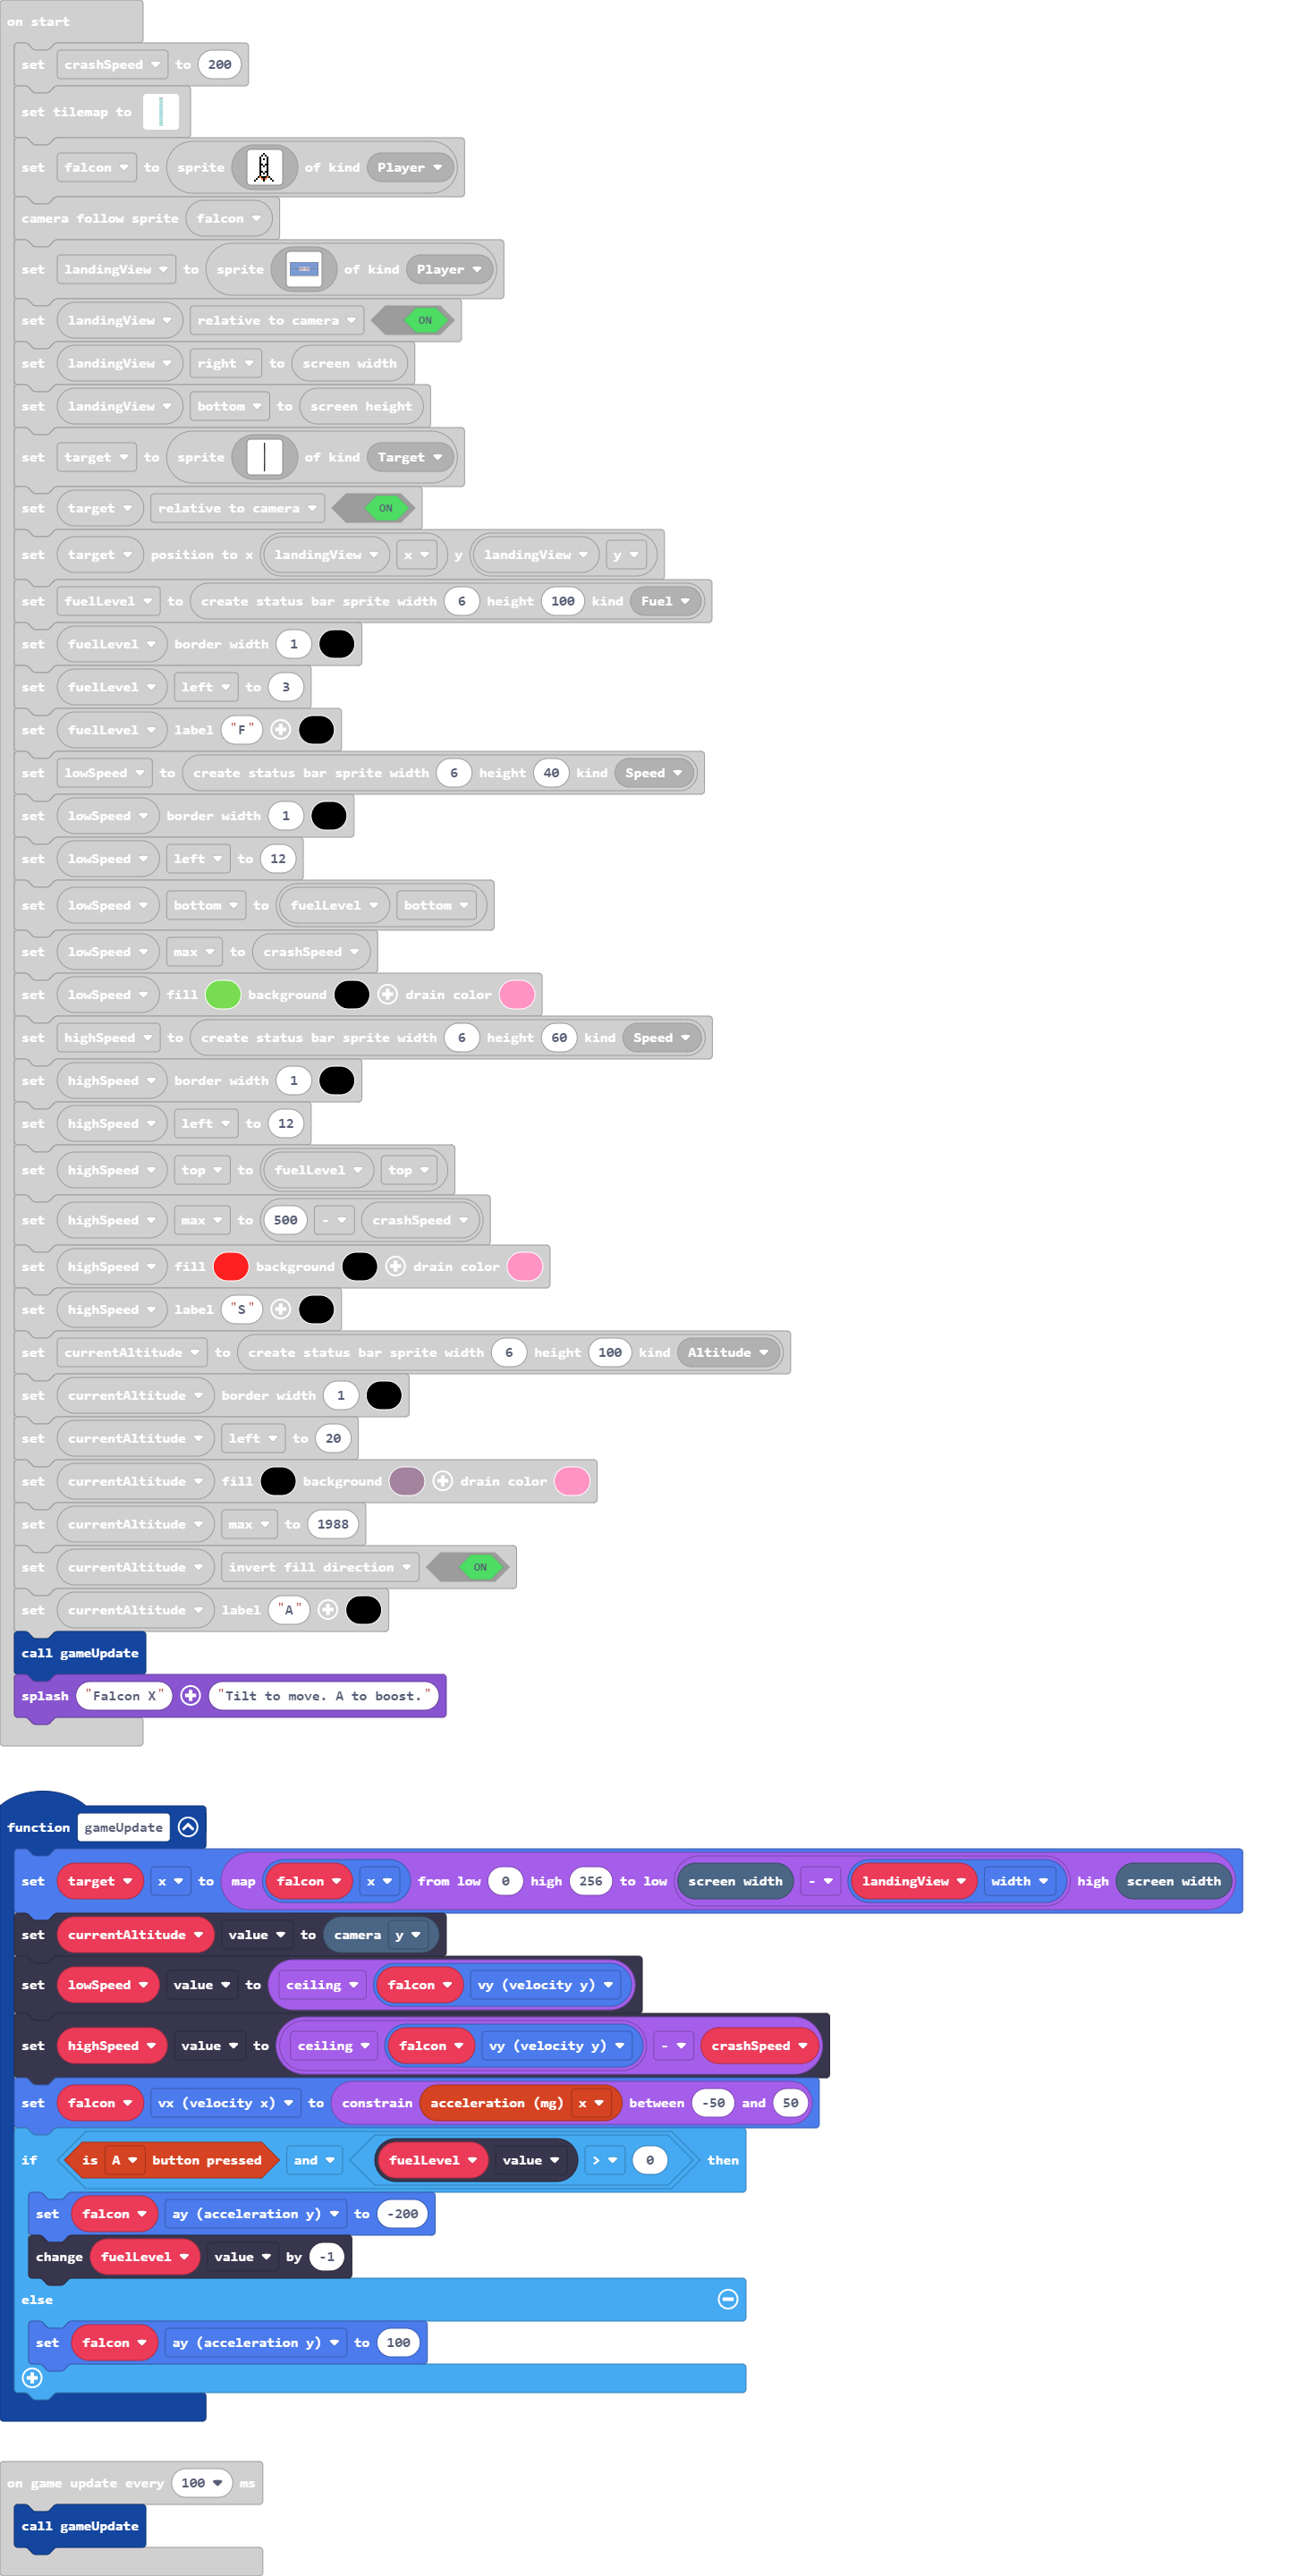 on start
set crashSpeed to 200
set tilemap to
set falcon to sprite of kind Player
camera follow sprite falcon
set landingView to sprite of kind Player
set landingView relative to camera ON
set landingView right to screen width
set landingView bottom to screen height
set target to sprite of kind Target
set target relative to camera ON
set target position to x landingView x y landingView y
set fuelLevel to create status bar sprite width 6 height 100 kind Fuel
set fuelLevel border width 1
set fuelLevel left to 3
set fuelLevel label "F"
set lowSpeed to create status bar sprite width 6 height 40 kind Speed
set lowSpeed border width 1
set lowSpeed left to 12
set lowSpeed bottom to fuelLevel bottom
set lowSpeed max to crashSpeed
set lowSpeed fill background drain color
set highSpeed to create status bar sprite width 6 height 60 kind Speed
set highSpeed border width 1
set highSpeed left to 12
set highSpeed top to fuelLevel top
set highSpeed max to 500 - crashSpeed
set highSpeed fill background drain color
set highSpeed label "S"
set currentAltitude to create status bar sprite width 6 height 100 kind Altitude
set currentAltitude border width 1
set currentAltitude left to 20
set currentAltitude fill background drain color
set currentAltitude max to 1988
set currentAltitude invert fill direction ON
set currentAltitude label "A"
call gameUpdate
splash "Falcon X" "Tilt to move. A to boost."
function gameUpdate
set target x to map falcon x from low 0 high 256 to low screen width - landingView width high screen width
set currentAltitude value to camera y
set lowSpeed value to ceiling falcon vy (velocity y)
set highSpeed value to ceiling falcon vy (velocity y) - crashSpeed
set falcon vx (velocity x) to constrain acceleration (mg) x between -50 and 50
if is A button pressed and fuelLevel value > 0 then
set falcon ay (acceleration y) to -200
change fuelLevel value by -1
else
set falcon ay (acceleration y) to 100
on game update every 100 ms
call gameUpdate